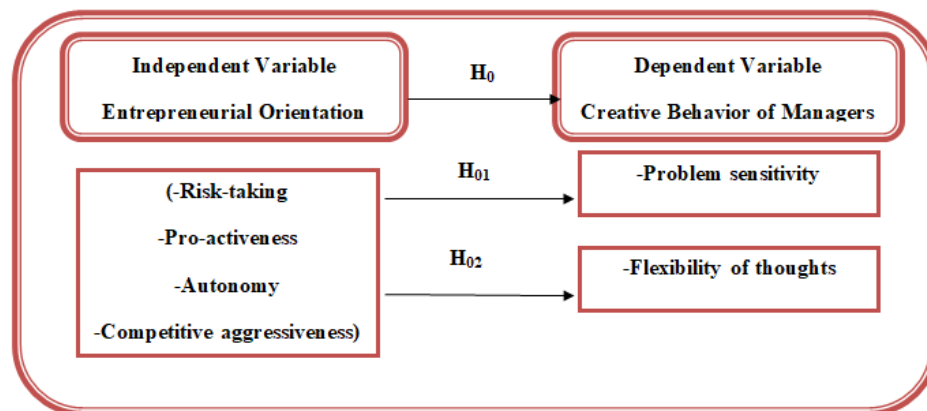 Independent Variable
Entrepreneurial Orientation
H0
Dependent Variable
Creative Behavior of Managers
(-Risk-taking
-Pro-activeness
-Autonomy
-Competitive aggressiveness)
H01
-Problem sensitivity
H02
-Flexibility of thoughts